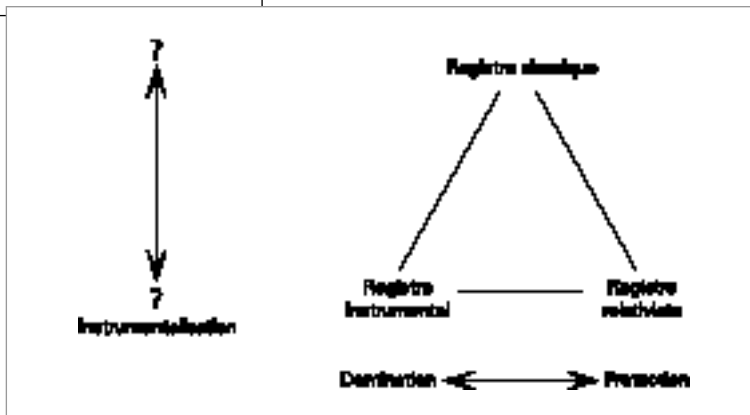 ?
Registre classique
?
Instrumentalisation
Registre
instrumental
Registre
relativiste
Domination
Promotion